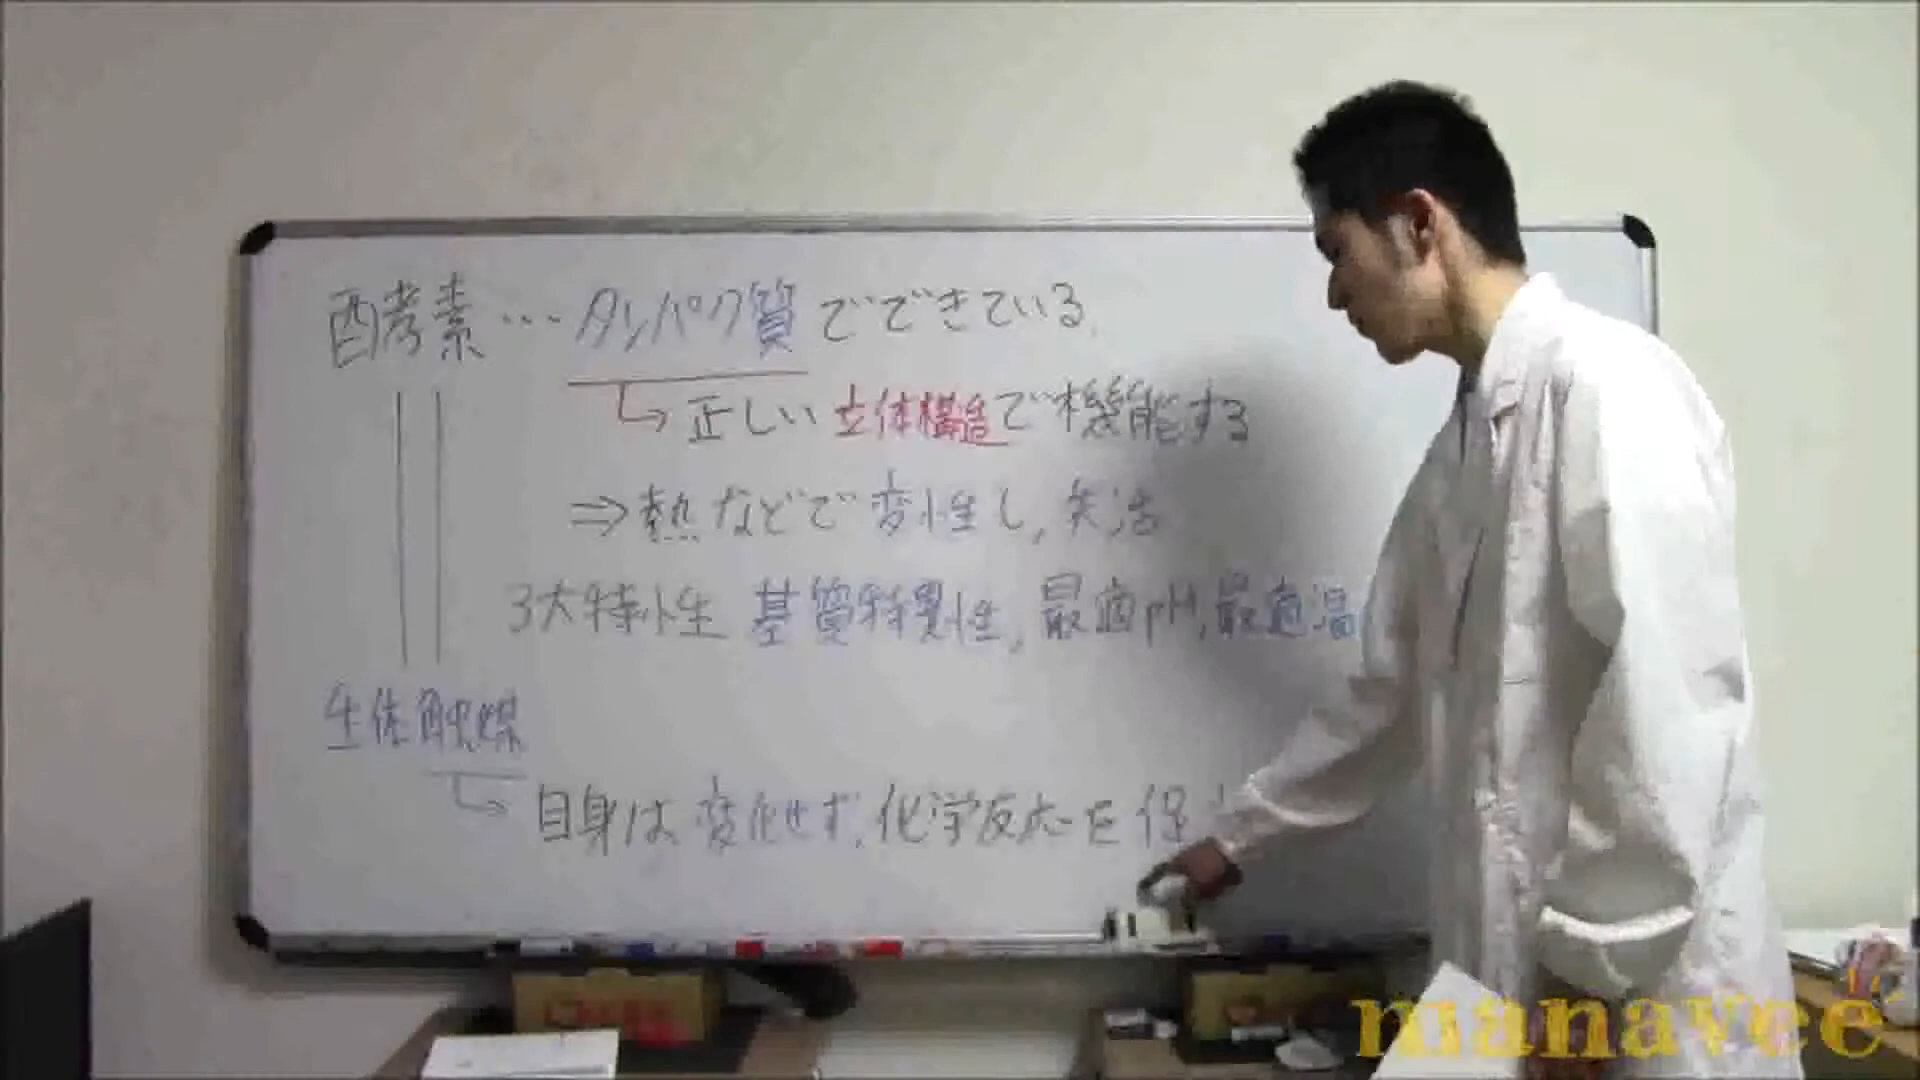 酵素…タンパク質でできている.
正しい立体構造で機能する
⇒熱などで変性し,失活
3大特性 基質特異性,最適pH,最適温
生体触媒
自身は変化せず,化学反応を促
manavee